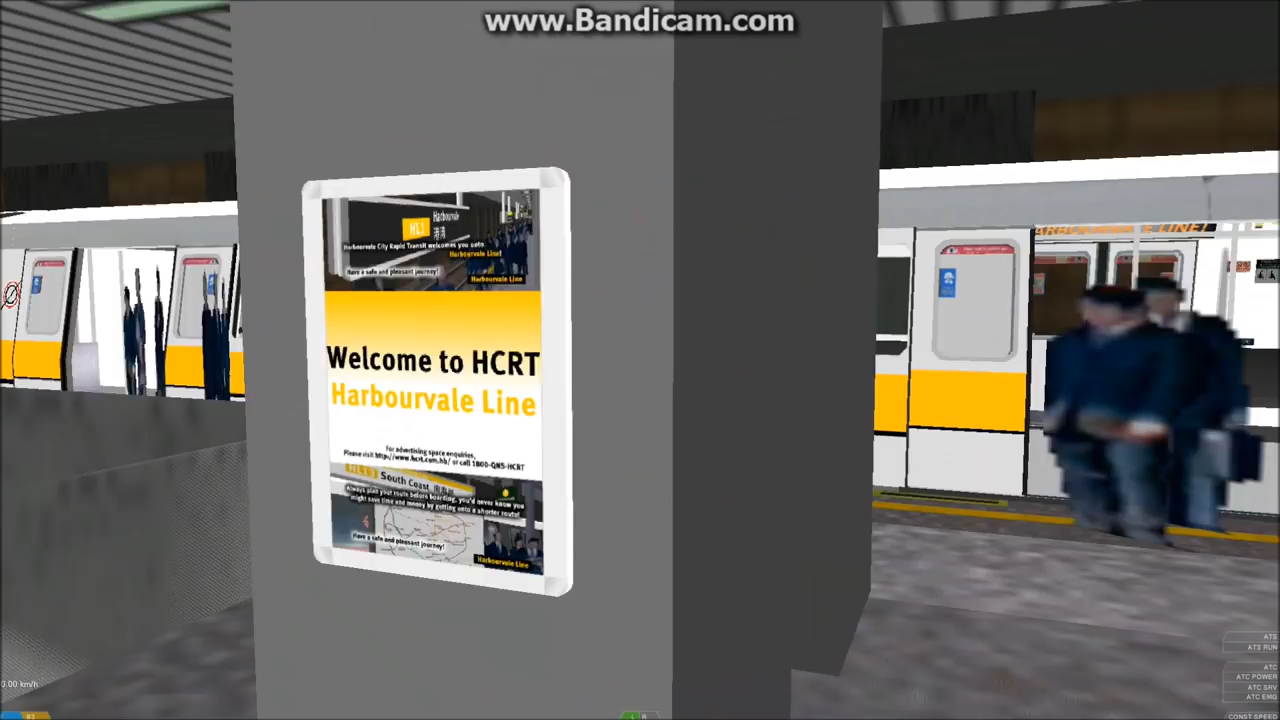 www.Bandicam.com
HL1
Harbourvale
Harbourvale City Rapid Transit welcomes you onto
Harbourvale Line!
Have a safe and pleasant journey!
Harbourvale Line
ARBOURVALE LINE!
Welcome to HCRT
Harbourvale Line
For advertising space enquiries,
Please visit http://www.hcrt.com.hk/ or call 1800-QNS-HCRT
South Coast
Always plan your route before boarding, you'd never know you
might save time and money by getting onto a shorter route!
Have a safe and pleasant journey!
Harbourvale Line
ATS
ATS RUN
ATC
ATC POWER
ATC SRV
ATC EMG
CONST SPEED
0.00 km/h
B3
L R